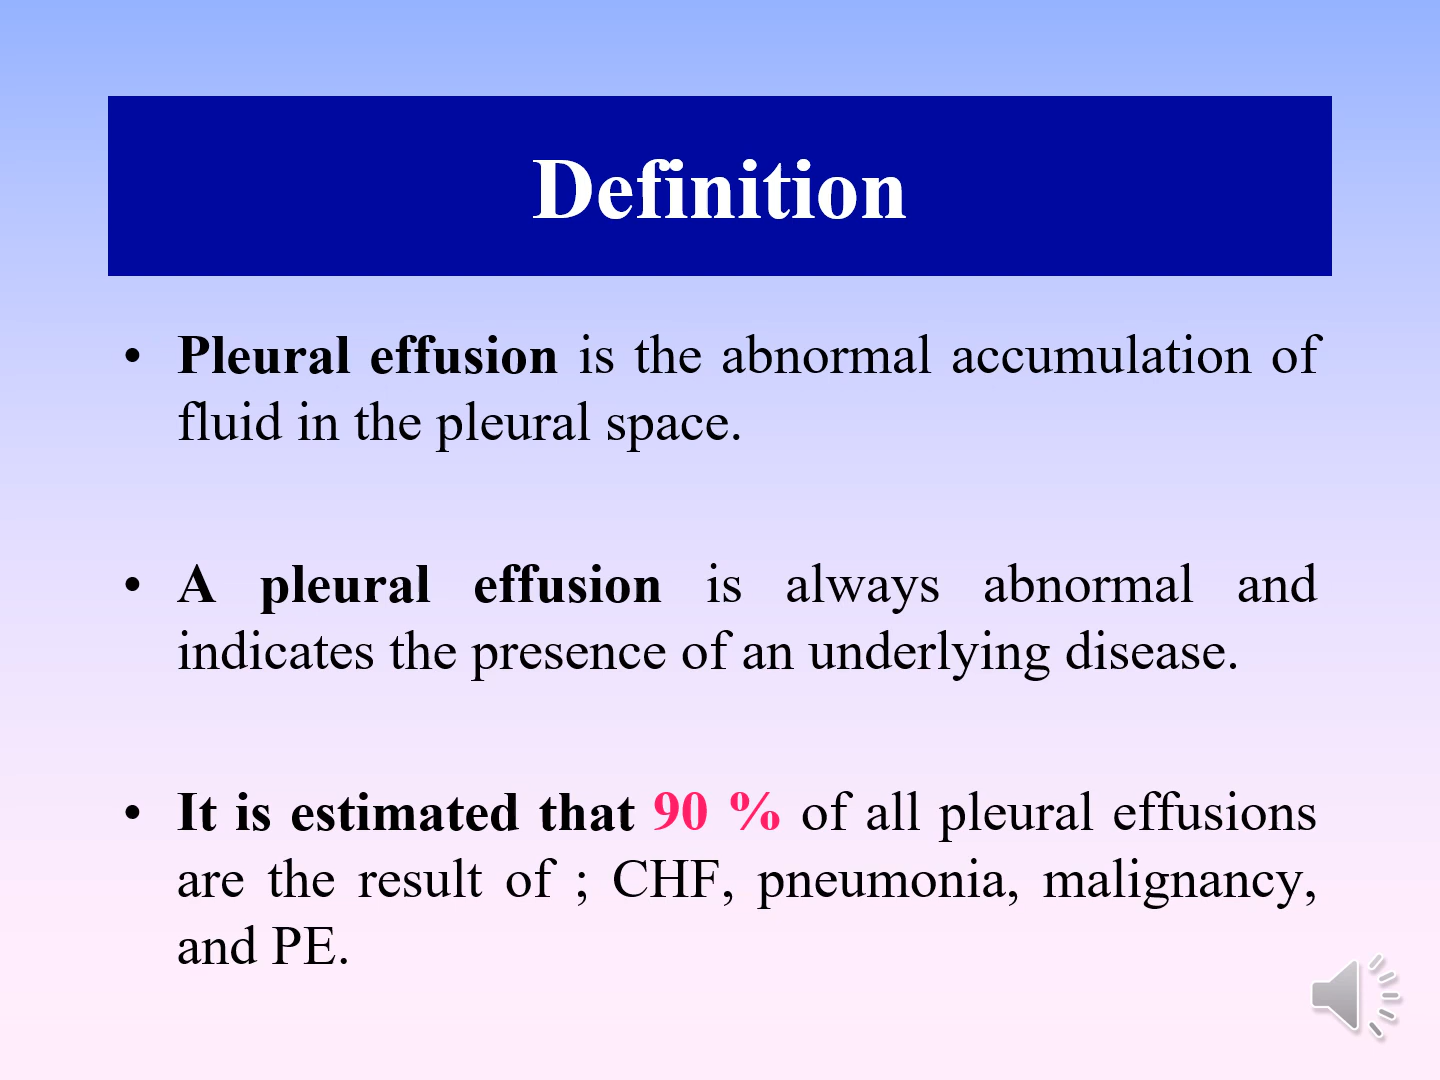 Definition
• Pleural effusion is the abnormal accumulation of
fluid in the pleural space.
• A pleural effusion is always abnormal and
indicates the presence of an underlying disease.
• It is estimated that 90 % of all pleural effusions
are the result of ; CHF, pneumonia, malignancy,
and PE.